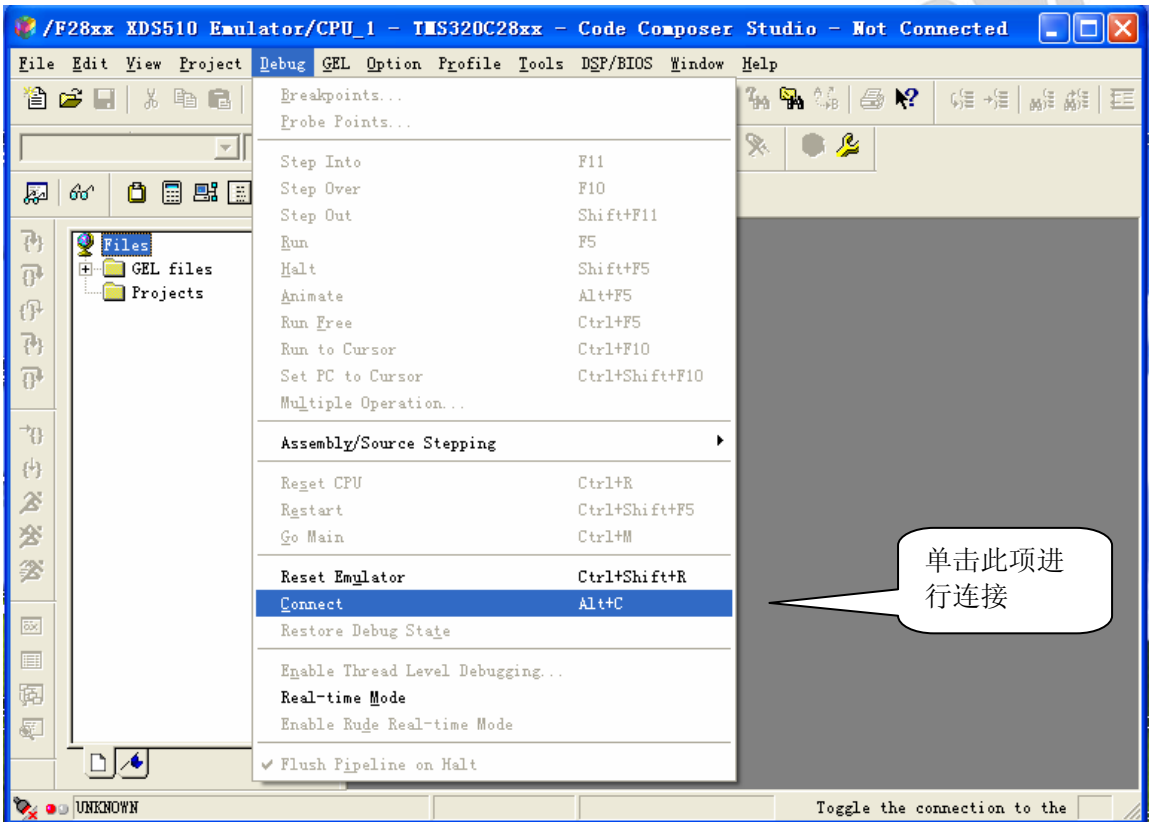 /F28xx XDS510 Emulator/CPU_1 - TMS320C28xx - Code Composer Studio - Not Connected
File Edit View Project Debug GEL Option Profile Tools DSP/BIOS Window Help
Breakpoints...
Probe Points...
Step Into F11
Step Over F10
Step Out Shift+F11
Run F5
Halt Shift+F5
Animate Alt+F5
Run Free Ctrl+F5
Run to Cursor Ctrl+F10
Set PC to Cursor Ctrl+Shift+F10
Multiple Operation...
Assembly/Source Stepping
Reset CPU Ctrl+R
Restart Ctrl+Shift+F5
Go Main Ctrl+M
Reset Emulator Ctrl+Shift+R
Connect Alt+C
Restore Debug State
Enable Thread Level Debugging...
Real-time Mode
Enable Rude Real-time Mode
Flush Pipeline on Halt
Files
GEL files
Projects
单击此项进
行连接
UNKNOWN
Toggle the connection to the